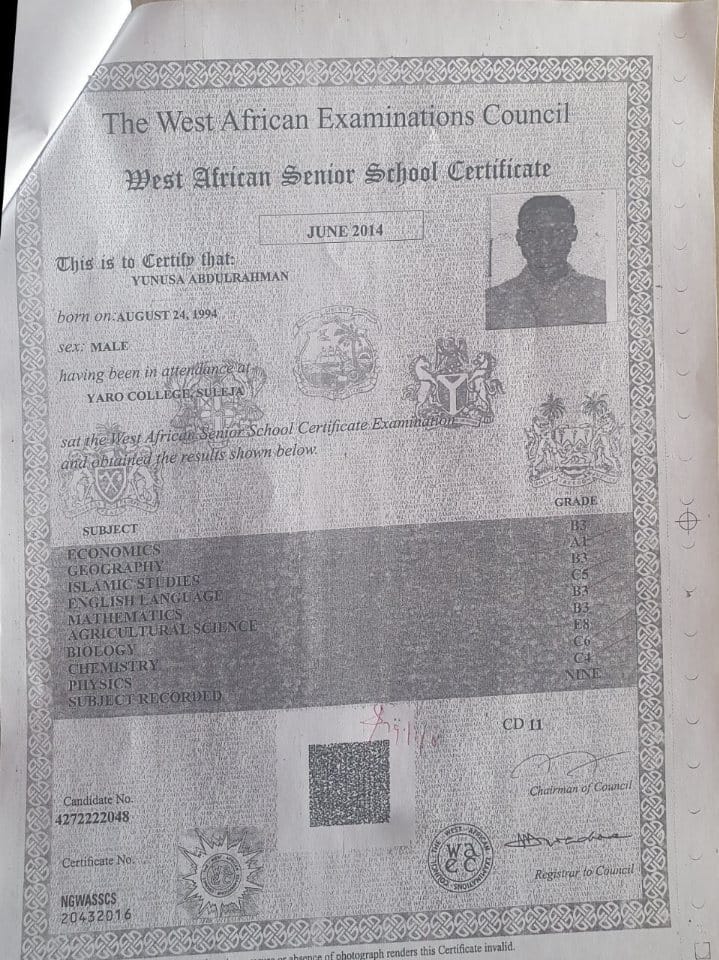 The West African Examinations Council
West African Senior School Certificate
JUNE 2014
This is to Certify that:
YUNUSA ABDULRAHMAN
born on: AUGUST 24, 1994
sex: MALE
having been in attendance at
YARO COLLEGE, SULEJA
sat the West African Senior School Certificate Examination
and obtained the results shown below.
SUBJECT GRADE
ECONOMICS B3
GEOGRAPHY A1
ISLAMIC STUDIES B3
ENGLISH LANGUAGE C5
MATHEMATICS B3
AGRICULTURAL SCIENCE B3
BIOLOGY E8
CHEMISTRY C6
PHYSICS C4
SUBJECT RECORDED NINE
CD 11
Chairman of Council
Candidate No.
4272222048
Certificate No.
Registrar to Council
NGWASSCS
20432016
or absence of photograph renders this Certificate invalid.